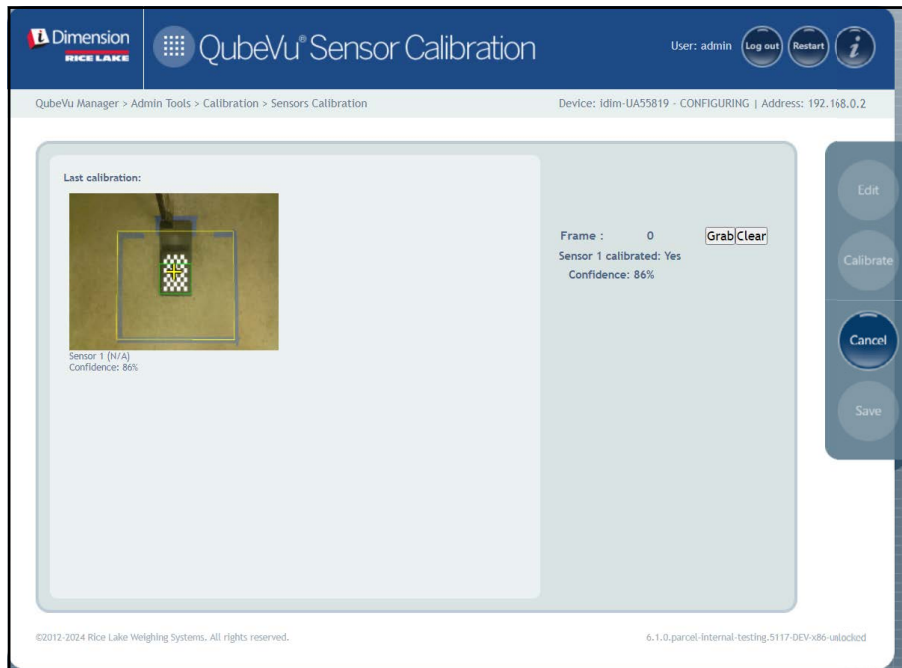 iDimension
RICE LAKE
QubeVu® Sensor Calibration
User: admin
Log out
Restart
i
QubeVu Manager > Admin Tools > Calibration > Sensors Calibration
Device: idim-UA55819 - CONFIGURING | Address: 192.168.0.2
Last calibration:
Sensor 1 (N/A)
Confidence: 86%
Frame : 0 Grab Clear
Sensor 1 calibrated: Yes
Confidence: 86%
Edit
Calibrate
Cancel
Save
©2012-2024 Rice Lake Weighing Systems. All rights reserved.
6.1.0.parcel-internal-testing.5117-DEV-x86-unlocked